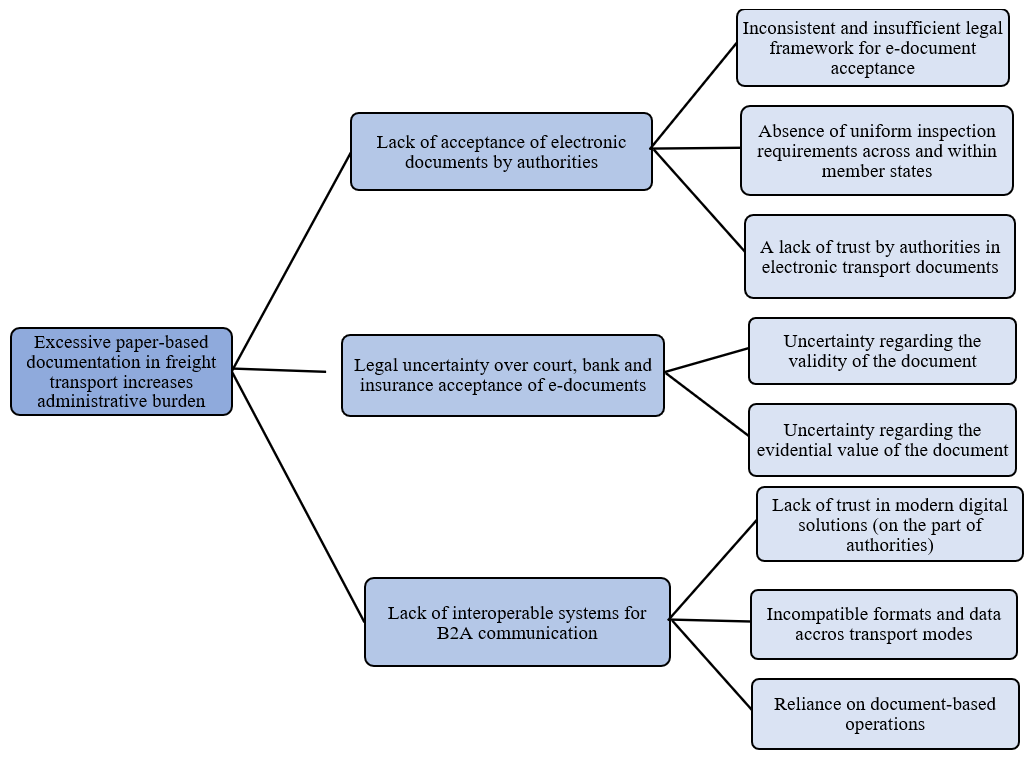 Excessive paper-based
documentation in freight
transport increases
administrative burden
Lack of acceptance of electronic
documents by authorities
Inconsistent and insufficient legal
framework for e-document
acceptance
Absence of uniform inspection
requirements across and within
member states
A lack of trust by authorities in
electronic transport documents
Legal uncertainty over court, bank and
insurance acceptance of e-documents
Uncertainty regarding the
validity of the document
Uncertainty regarding the
evidential value of the document
Lack of interoperable systems for
B2A communication
Lack of trust in modern digital
solutions (on the part of
authorities)
Incompatible formats and data
accros transport modes
Reliance on document-based
operations